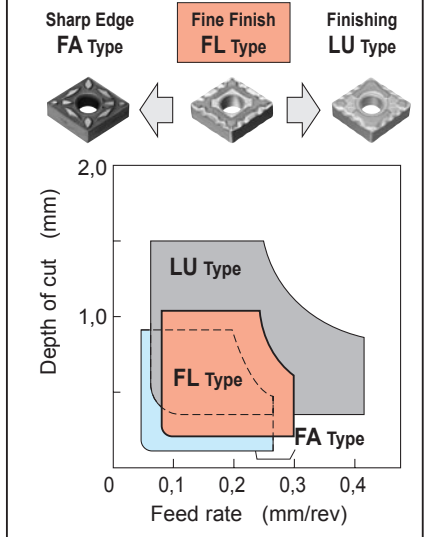 Sharp Edge
FA Type
Fine Finish
FL Type
Finishing
LU Type
2,0
1,0
0
0,1
0,2
0,3
0,4
Depth of cut (mm)
LU Type
FL Type
FA Type
Feed rate (mm/rev)